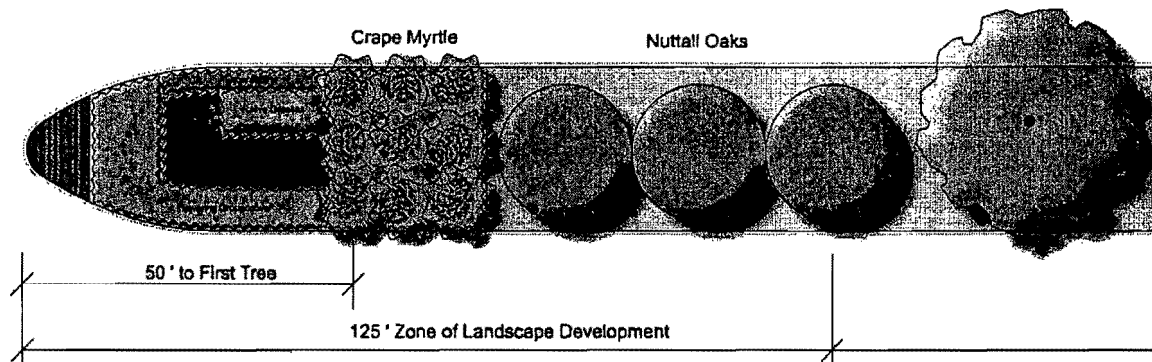 Crape Myrtle
Nuttall Oaks
50 ' to First Tree
125 ' Zone of Landscape Development